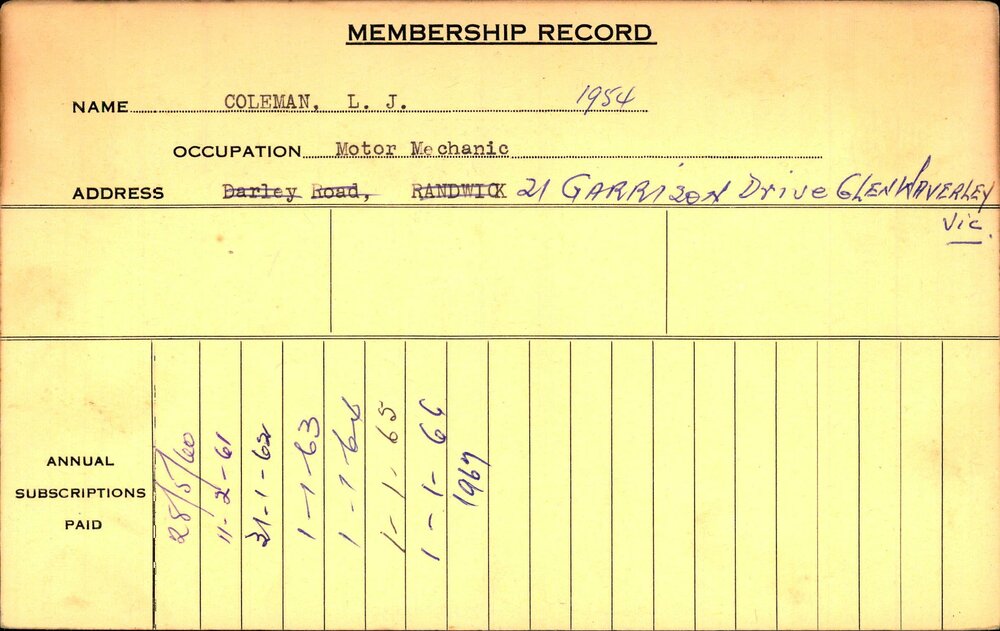 MEMBERSHIP RECORD
NAME COLEMAN, L. J. 1954
OCCUPATION Motor Mechanic
ADDRESS Darley Road, RANDWICK 21 GARRISON Drive GLEN WAVERLEY
Vic.
ANNUAL
SUBSCRIPTIONS
PAID
28/5/60
11-2-61
31-1-62
1-1-63
1-1-64
1-1-65
1-1-66
1967